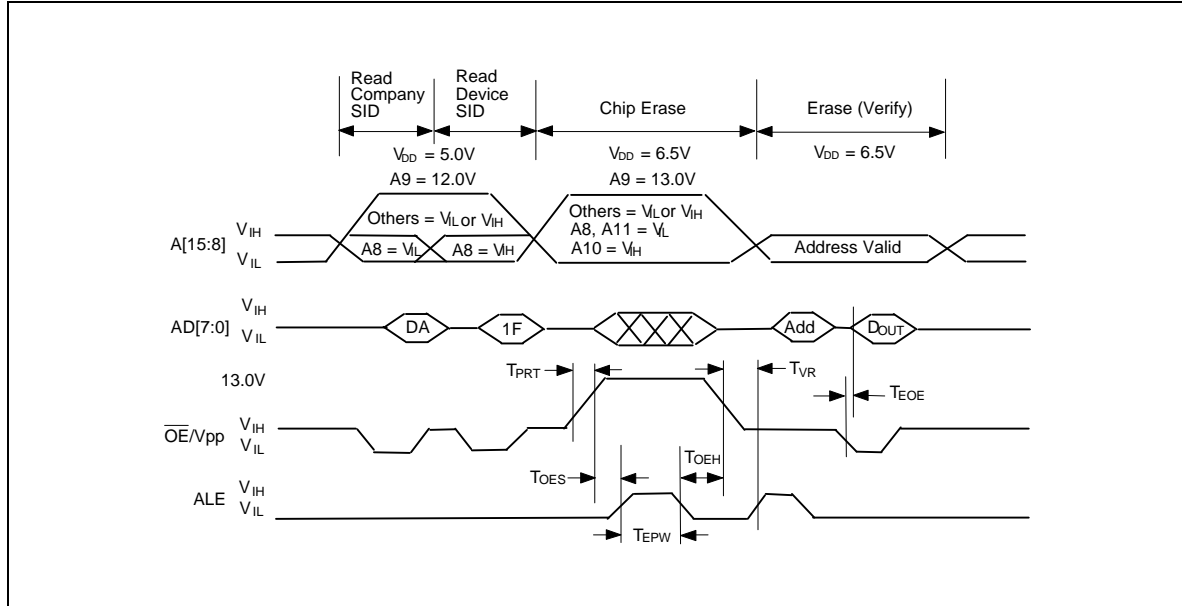 Read Company SID
Read Device SID
Chip Erase
Erase (Verify)
VDD = 5.0V
VDD = 6.5V
VDD = 6.5V
A9 = 12.0V
A9 = 13.0V
Others = VIL or VIH
Others = VIL or VIH
A8, A11 = VIL
A10 = VIH
A[15:8]
VIH
VIL
A8 = VIL
A8 = VIH
Address Valid
AD[7:0]
VIH
VIL
DA
1F
Add
DOUT
13.0V
TPRT
TVR
TEOE
OE/Vpp
VIH
VIL
TOES
TOEH
ALE
VIH
VIL
TEPW